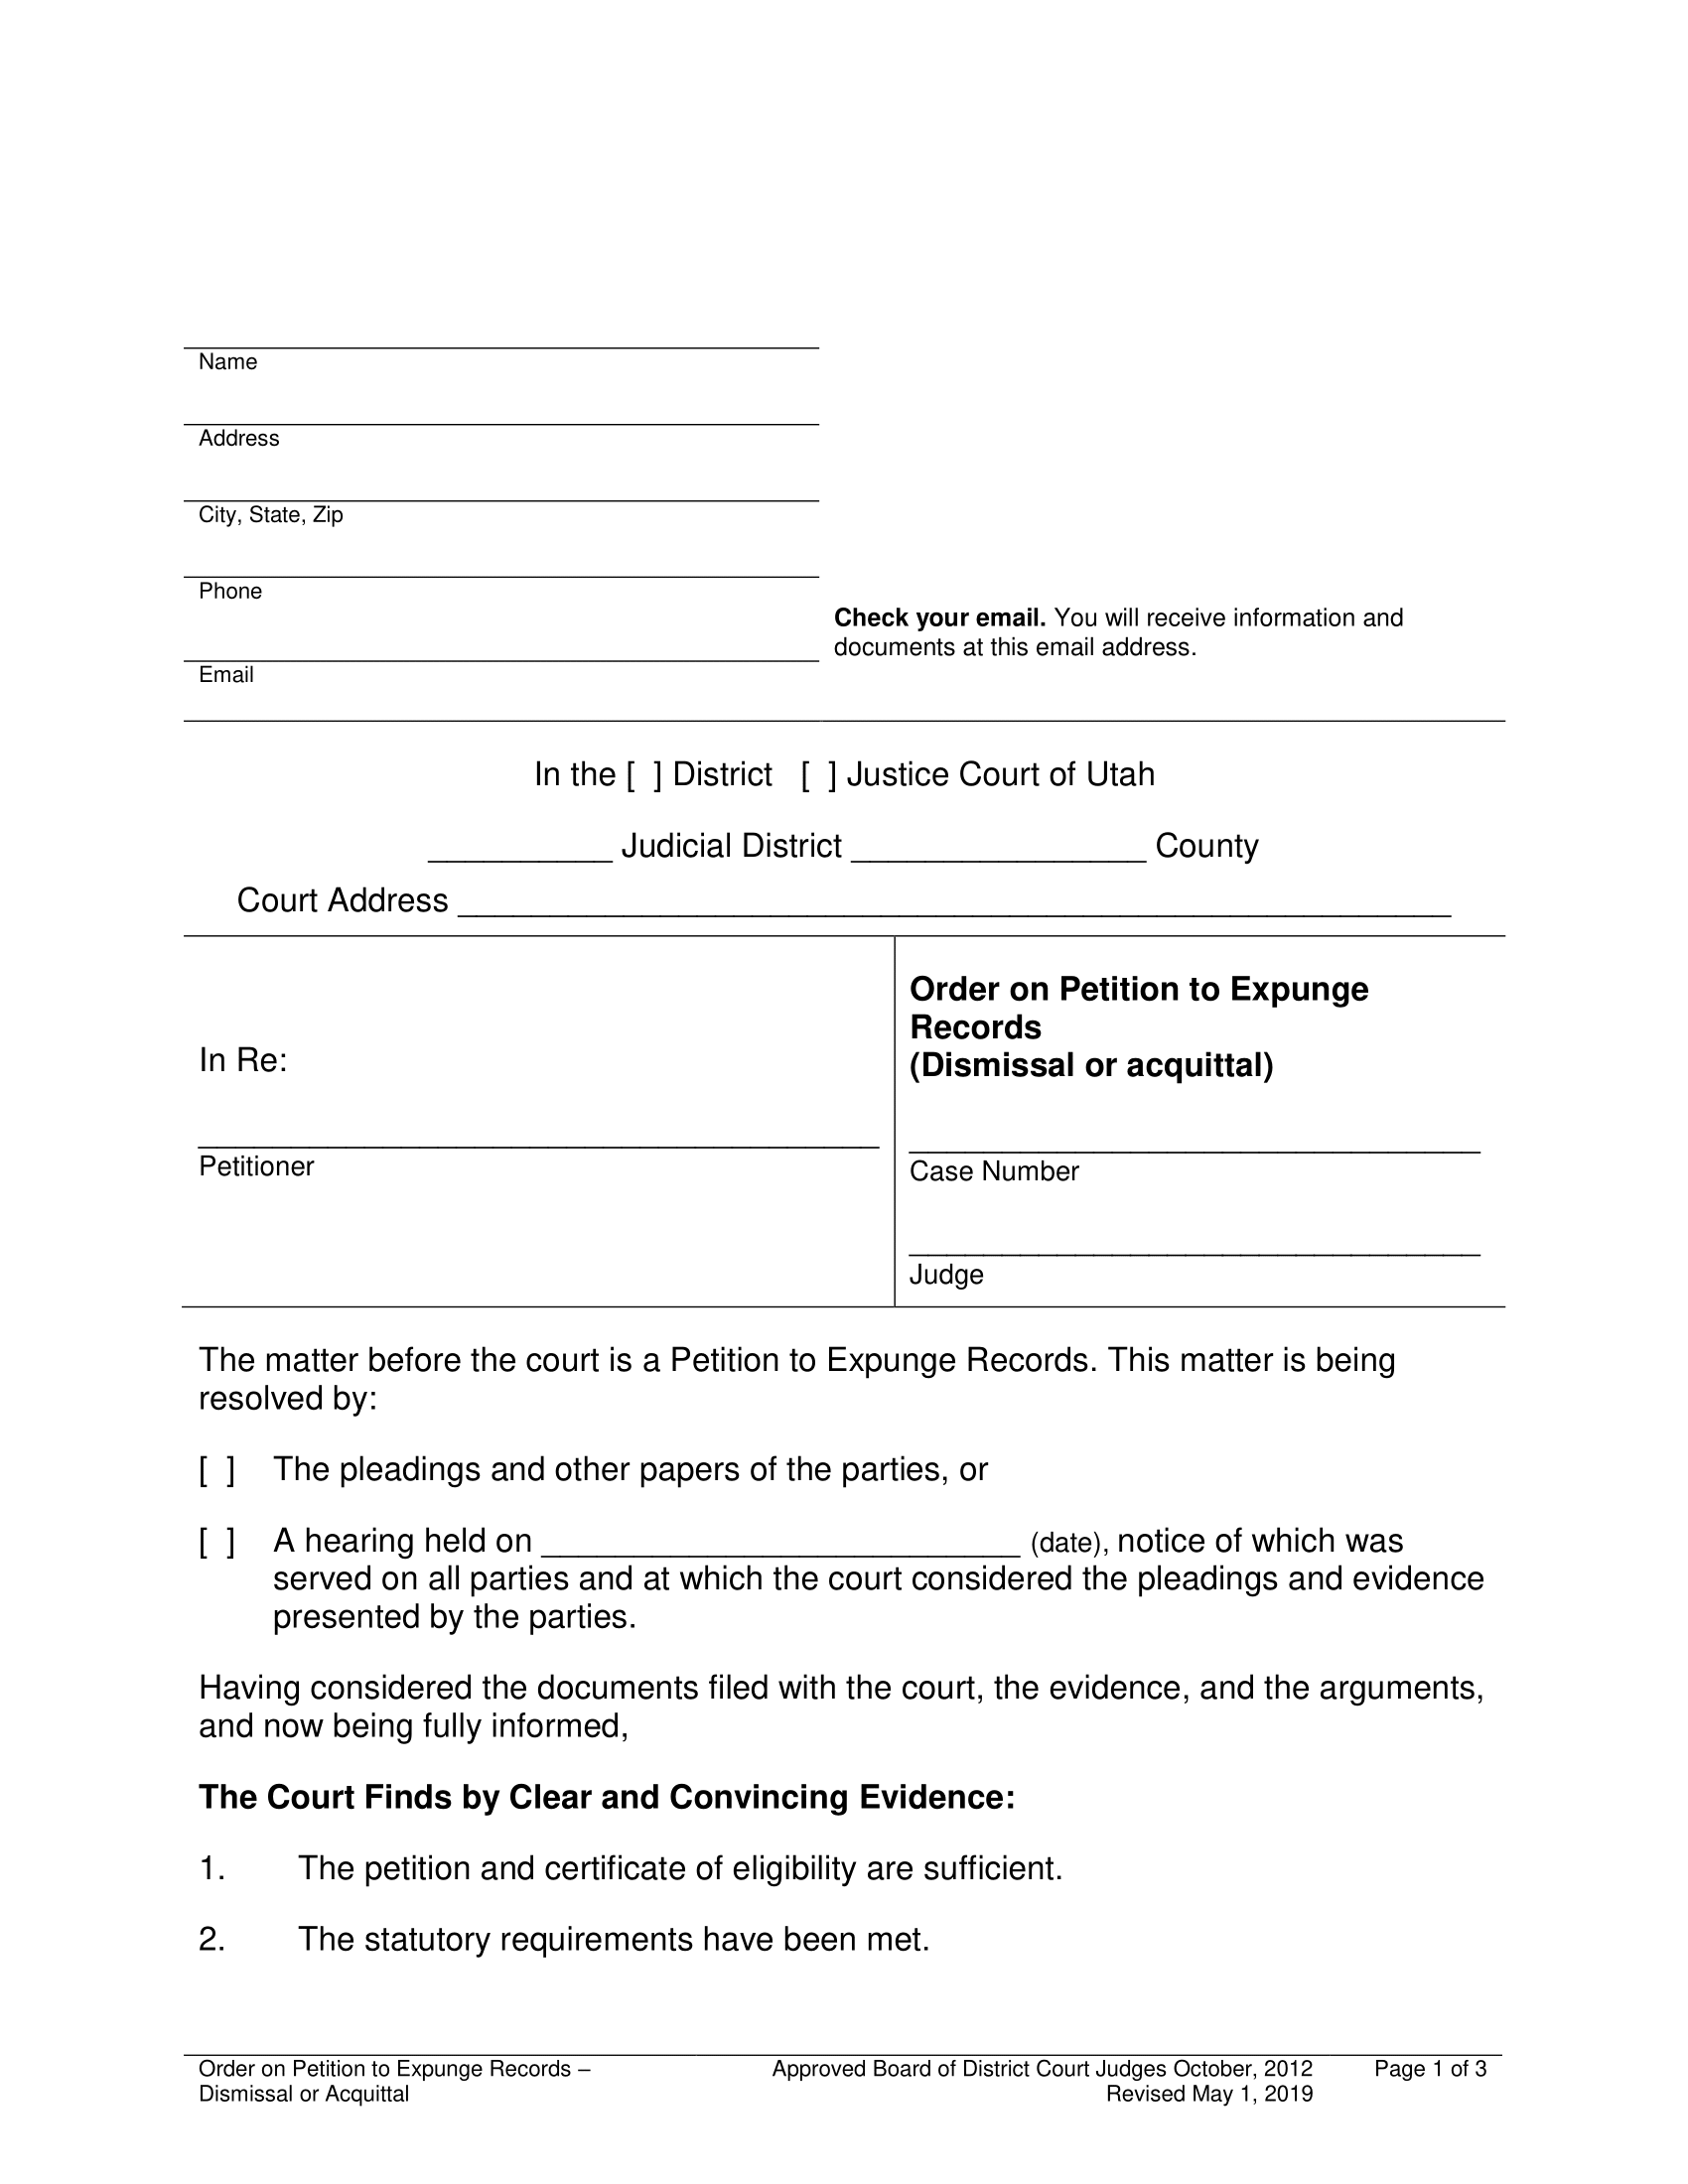 Name
Address
City, State, Zip
Phone
Check your email. You will receive information and
documents at this email address.
Email
In the [ ] District [ ] Justice Court of Utah
__________ Judicial District ________________ County
Court Address ______________________________________________________
In Re:
_____________________________________
Petitioner
Order on Petition to Expunge
Records
(Dismissal or acquittal)
_______________________________
Case Number
_______________________________
Judge
The matter before the court is a Petition to Expunge Records. This matter is being
resolved by:
[ ] The pleadings and other papers of the parties, or
[ ] A hearing held on __________________________ (date), notice of which was
served on all parties and at which the court considered the pleadings and evidence
presented by the parties.
Having considered the documents filed with the court, the evidence, and the arguments,
and now being fully informed,
The Court Finds by Clear and Convincing Evidence:
1. The petition and certificate of eligibility are sufficient.
2. The statutory requirements have been met.
Order on Petition to Expunge Records –
Dismissal or Acquittal
Approved Board of District Court Judges October, 2012
Revised May 1, 2019
Page 1 of 3